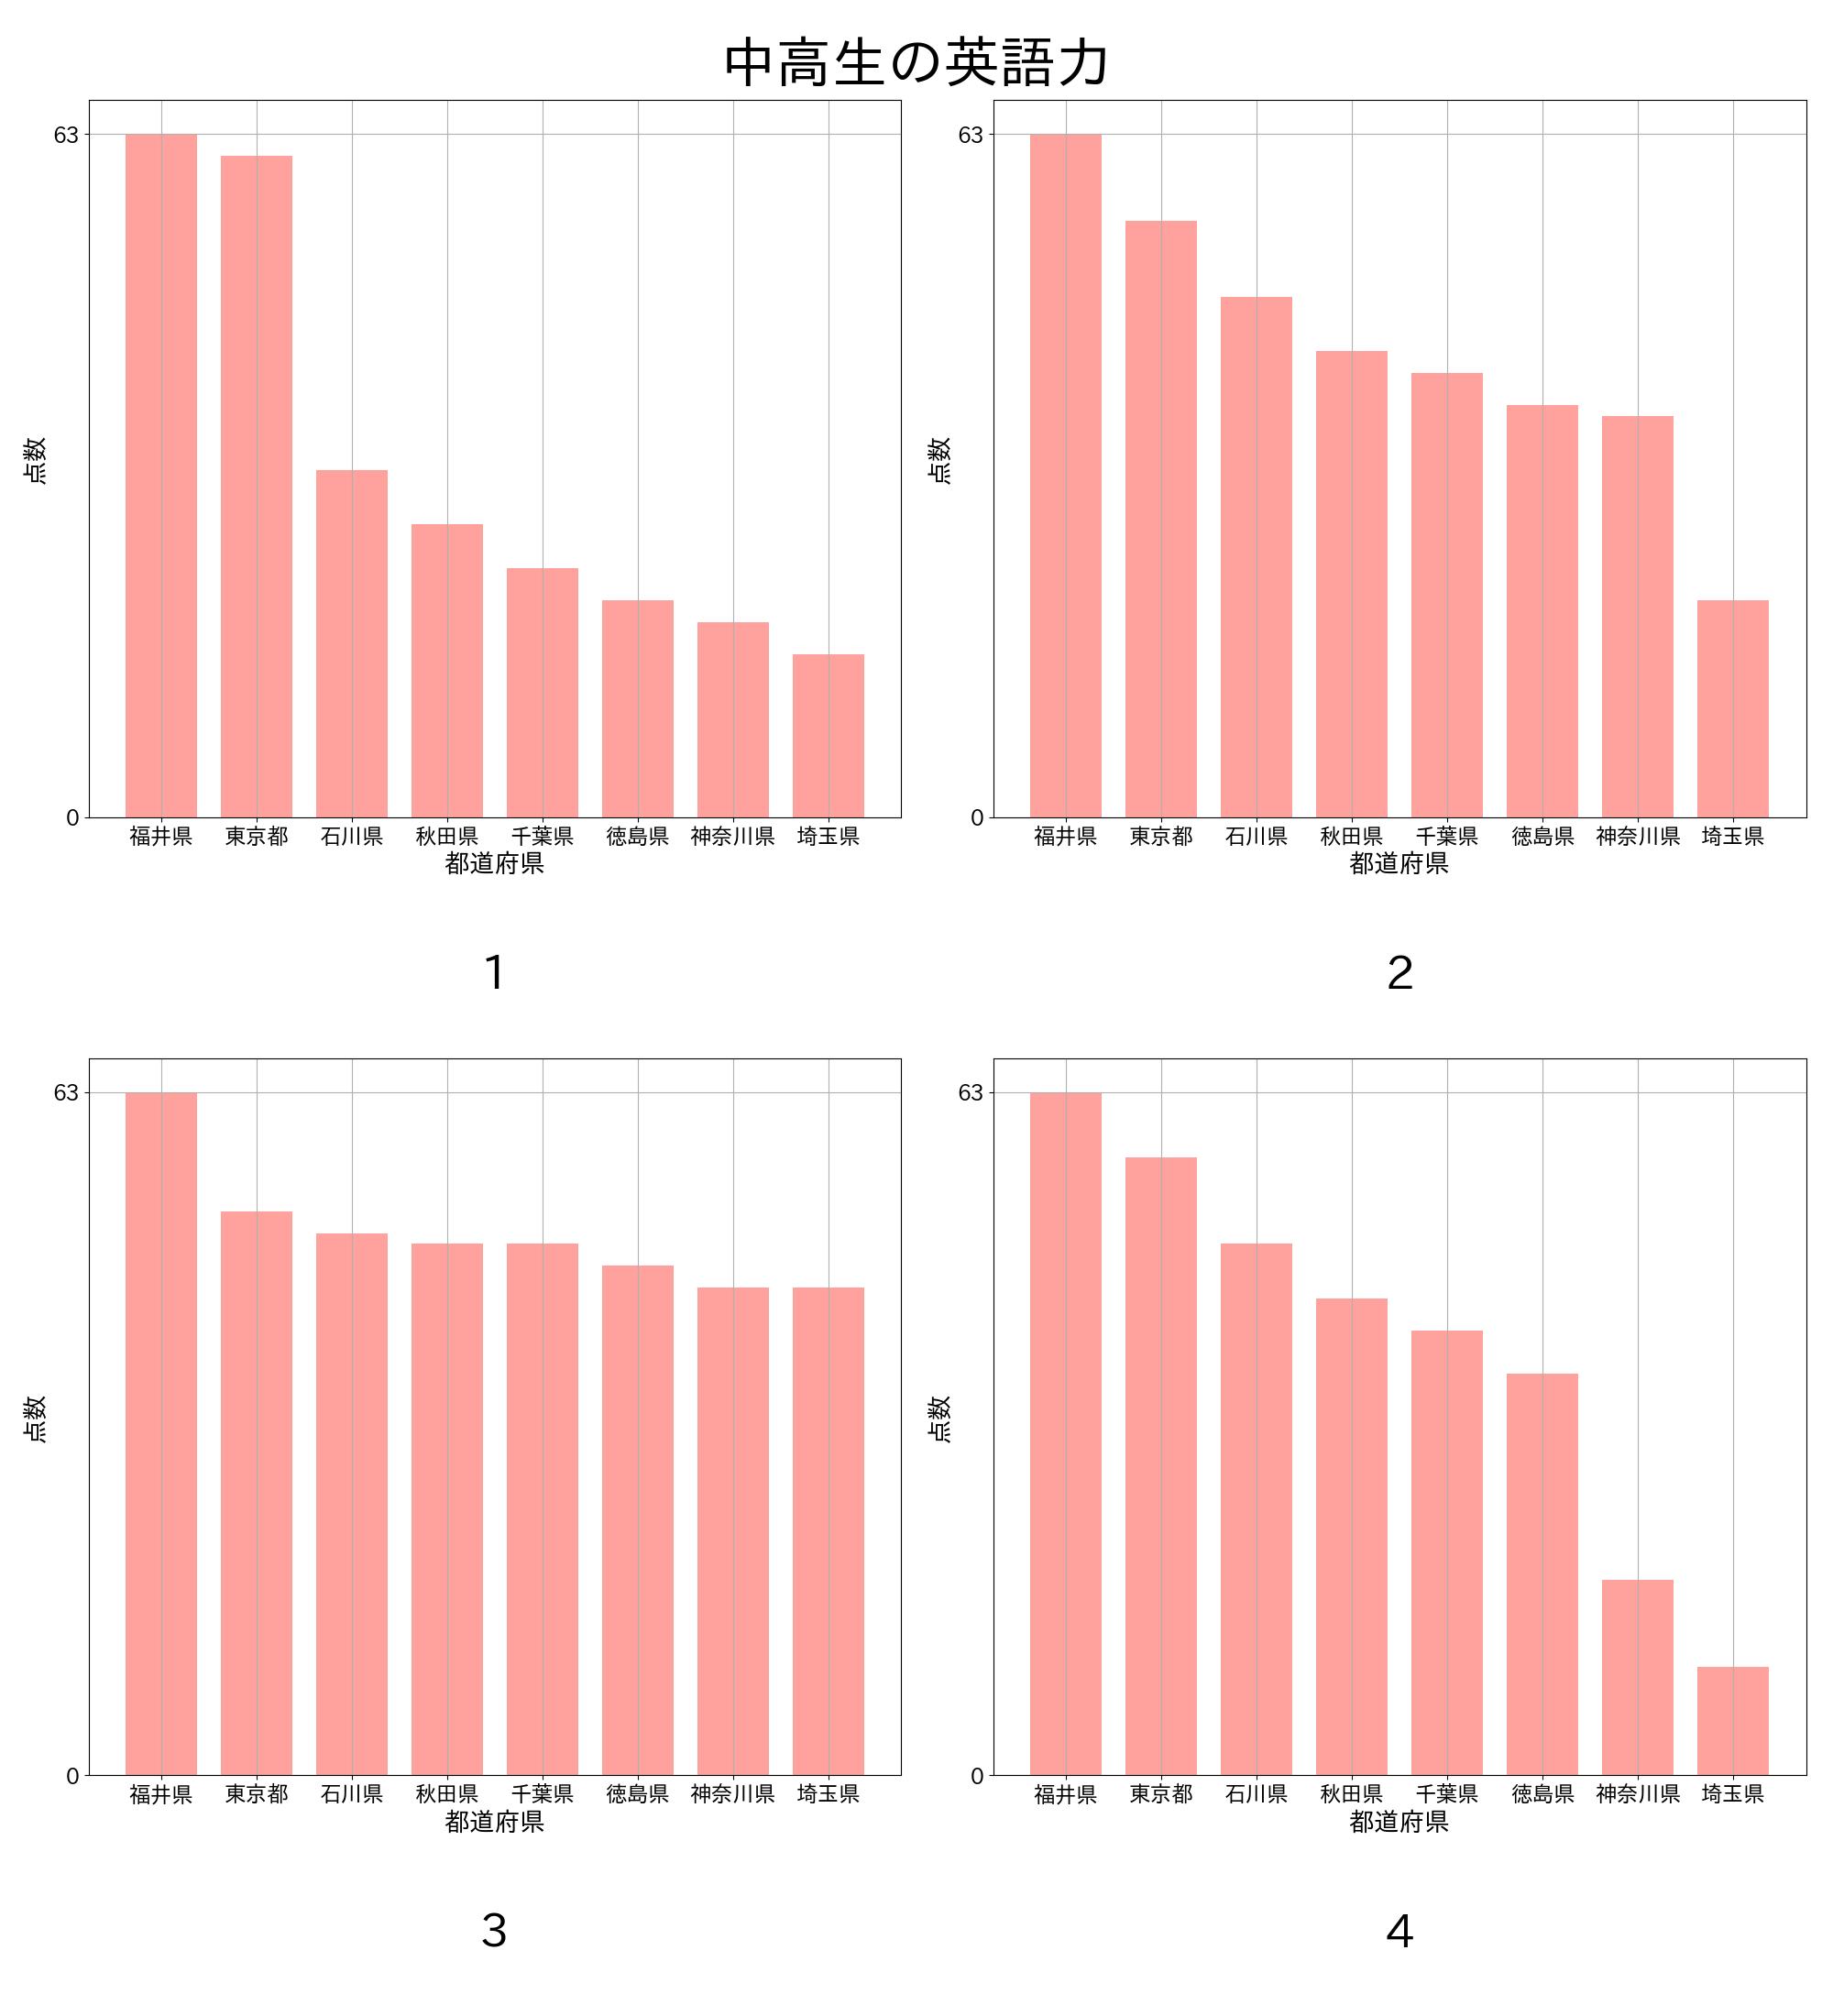 中高生の英語力
63
点数
0
福井県 東京都 石川県 秋田県 千葉県 徳島県 神奈川県 埼玉県
都道府県
1
63
点数
0
福井県 東京都 石川県 秋田県 千葉県 徳島県 神奈川県 埼玉県
都道府県
2
63
点数
0
福井県 東京都 石川県 秋田県 千葉県 徳島県 神奈川県 埼玉県
都道府県
3
63
点数
0
福井県 東京都 石川県 秋田県 千葉県 徳島県 神奈川県 埼玉県
都道府県
4